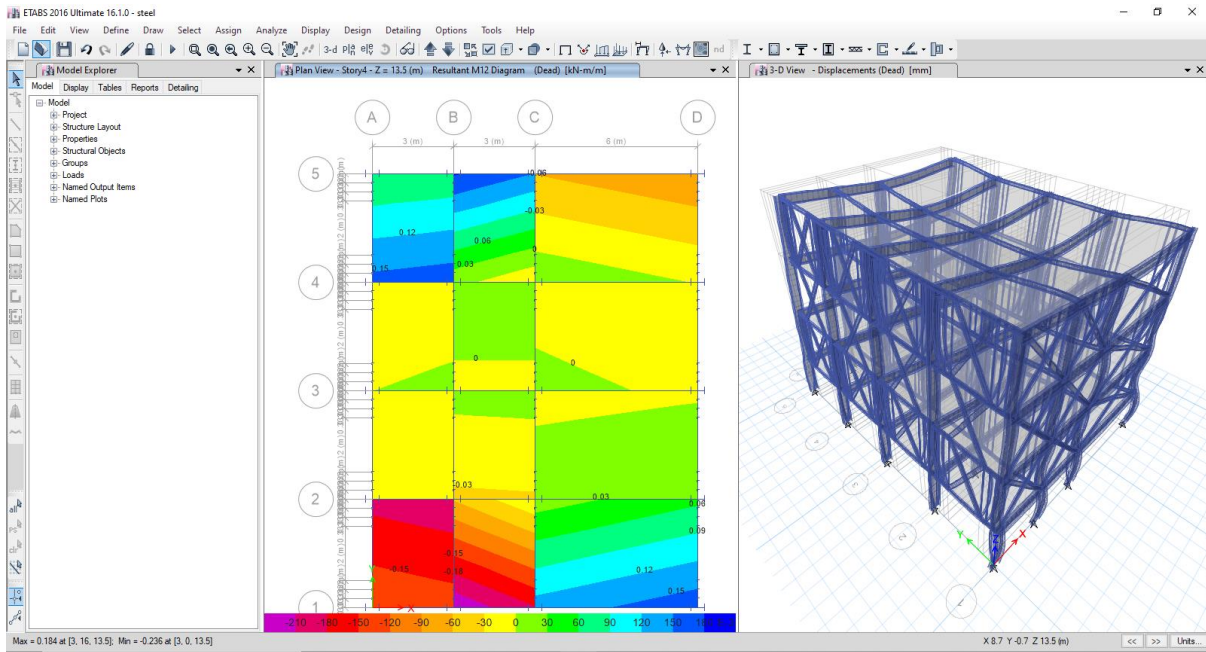 ETABS 2016 Ultimate 16.1.0 - steel
File Edit View Define Draw Select Assign Analyze Display Design Detailing Options Tools Help
3-d
nd
Model Explorer
Model Display Tables Reports Detailing
Model
Project
Structure Layout
Properties
Structural Objects
Groups
Loads
Named Output Items
Named Plots
Plan View - Story4 - Z = 13.5 (m) Resultant M12 Diagram (Dead) [kN-m/m]
A B C D
3 (m) 3 (m) 6 (m)
5
0.06
-0.03
0.12
0.06
0.15
0.03
0
4
0
0
3
-0.03
0.03
0.06
2
0.09
-0.15
-0.15
-0.18
0.12
0.15
1
Y
X
-210 -180 -150 -120 -90 -60 -30 0 30 60 90 120 150
3-D View - Displacements (Dead) [mm]
Y
Z
X
Max = 0.184 at [3, 16, 13.5]; Min = -0.236 at [3, 0, 13.5]
X 8.7 Y -0.7 Z 13.5 (m)
<< >> Units...